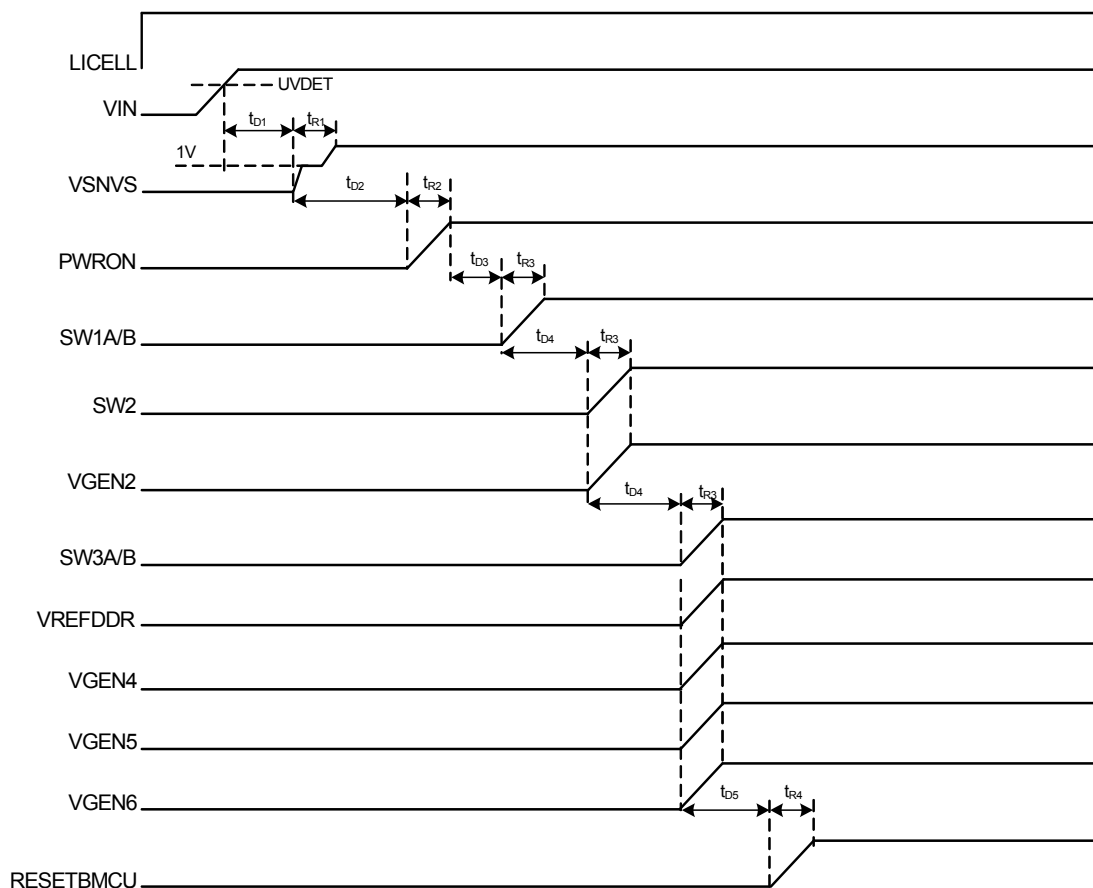 LICELL
UVDET
VIN
tD1 tR1
1V
VSNVS
tD2 tR2
PWRON
tD3 tR3
SW1A/B
tD4 tR3
SW2
VGEN2
tD4 tR3
SW3A/B
VREFDDR
VGEN4
VGEN5
VGEN6
tD5 tR4
RESETBMCU